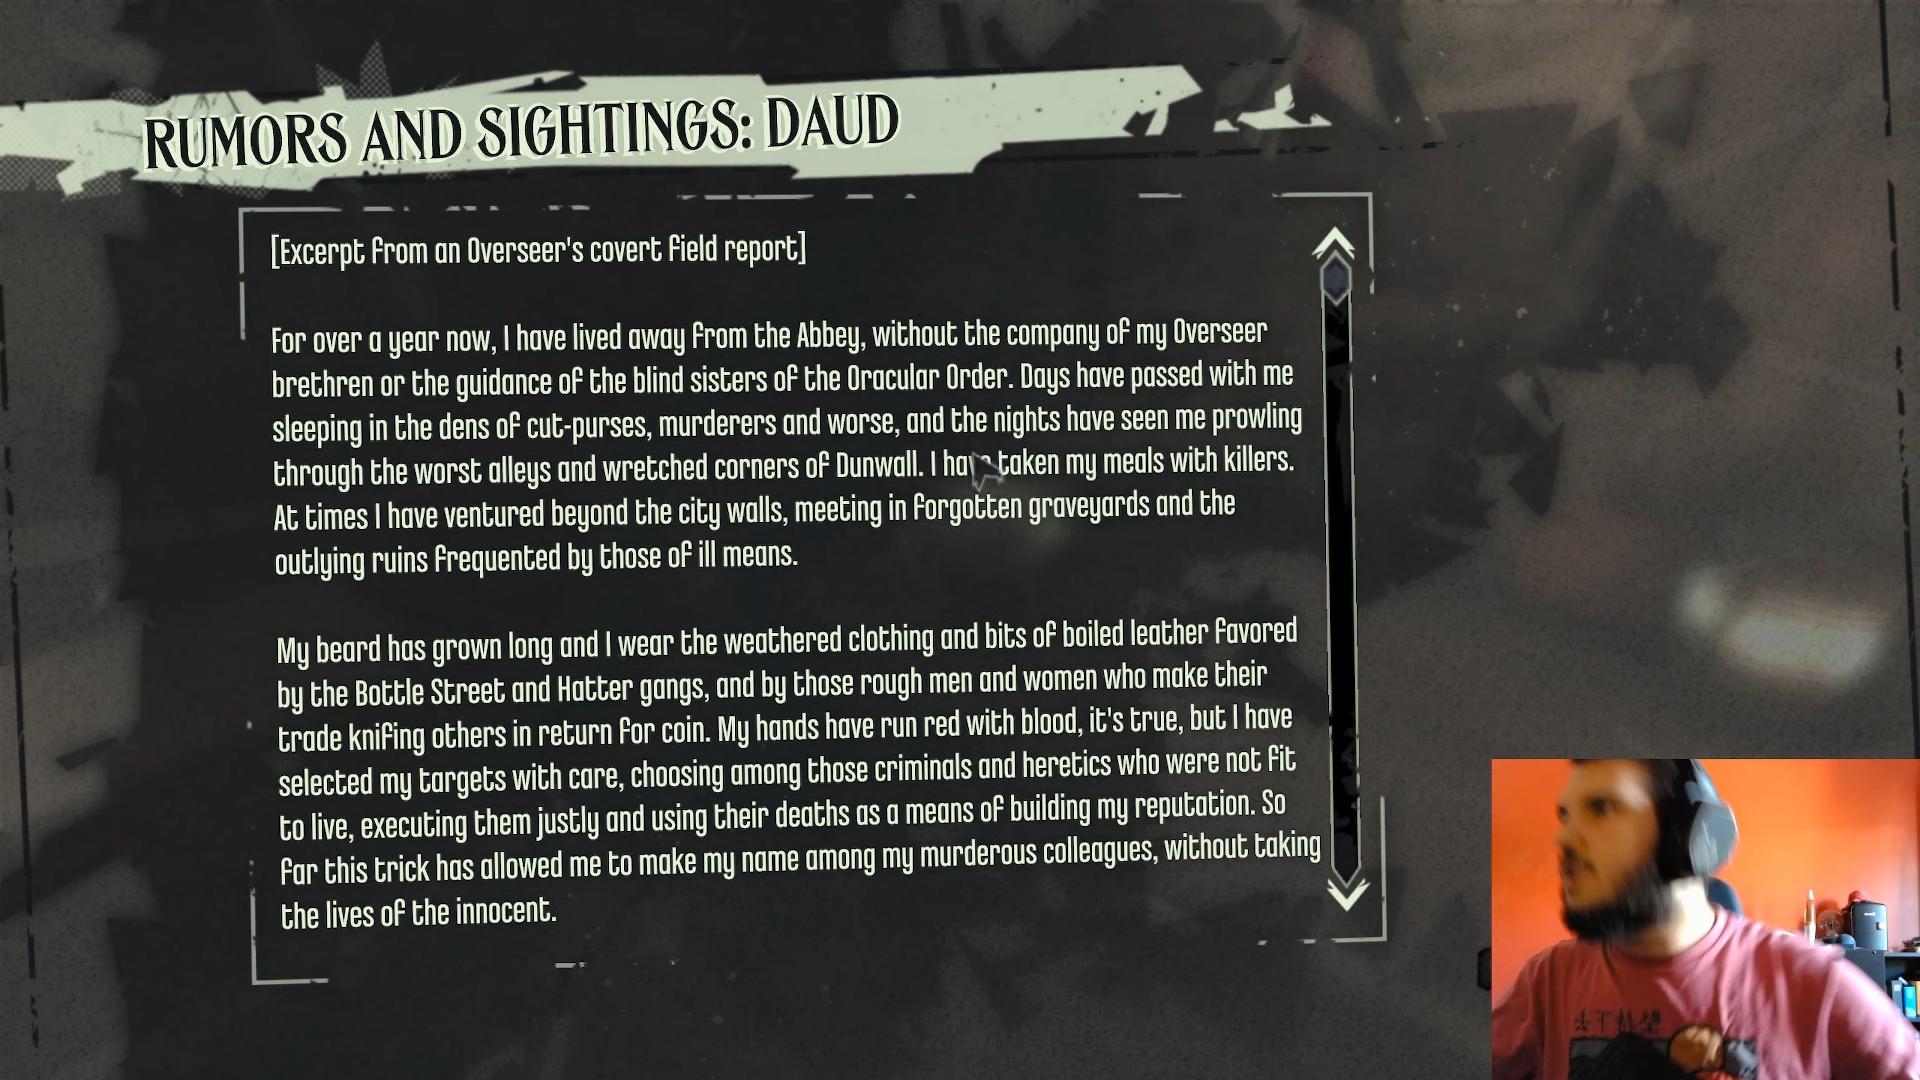 RUMORS AND SIGHTINGS: DAUD
[Excerpt from an Overseer's covert field report]
For over a year now, I have lived away from the Abbey, without the company of my Overseer
brethren or the guidance of the blind sisters of the Oracular Order. Days have passed with me
sleeping in the dens of cut-purses, murderers and worse, and the nights have seen me prowling
through the worst alleys and wretched corners of Dunwall. I have taken my meals with killers.
At times I have ventured beyond the city walls, meeting in forgotten graveyards and the
outlying ruins frequented by those of ill means.
My beard has grown long and I wear the weathered clothing and bits of boiled leather favored
by the Bottle Street and Hatter gangs, and by those rough men and women who make their
trade knifing others in return for coin. My hands have run red with blood, it's true, but I have
selected my targets with care, choosing among those criminals and heretics who were not fit
to live, executing them justly and using their deaths as a means of building my reputation. So
far this trick has allowed me to make my name among my murderous colleagues, without taking
the lives of the innocent.